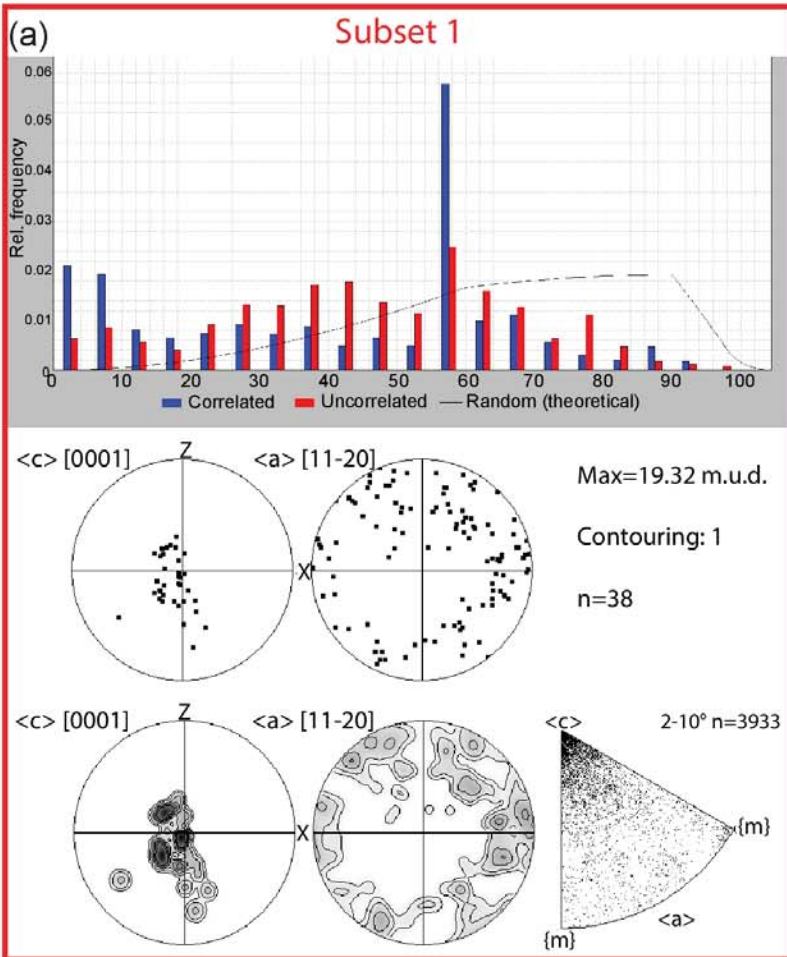 (a)
Subset 1
Rel. frequency
0.06
0.05
0.04
0.03
0.02
0.01
0
0 10 20 30 40 50 60 70 80 90 100
Correlated Uncorrelated Random (theoretical)
<c> [0001] Z <a> [11-20]
X
Max=19.32 m.u.d.
Contouring: 1
n=38
<c> [0001] Z <a> [11-20] <c> 2-10° n=3933
X
{m}
<a>
{m}